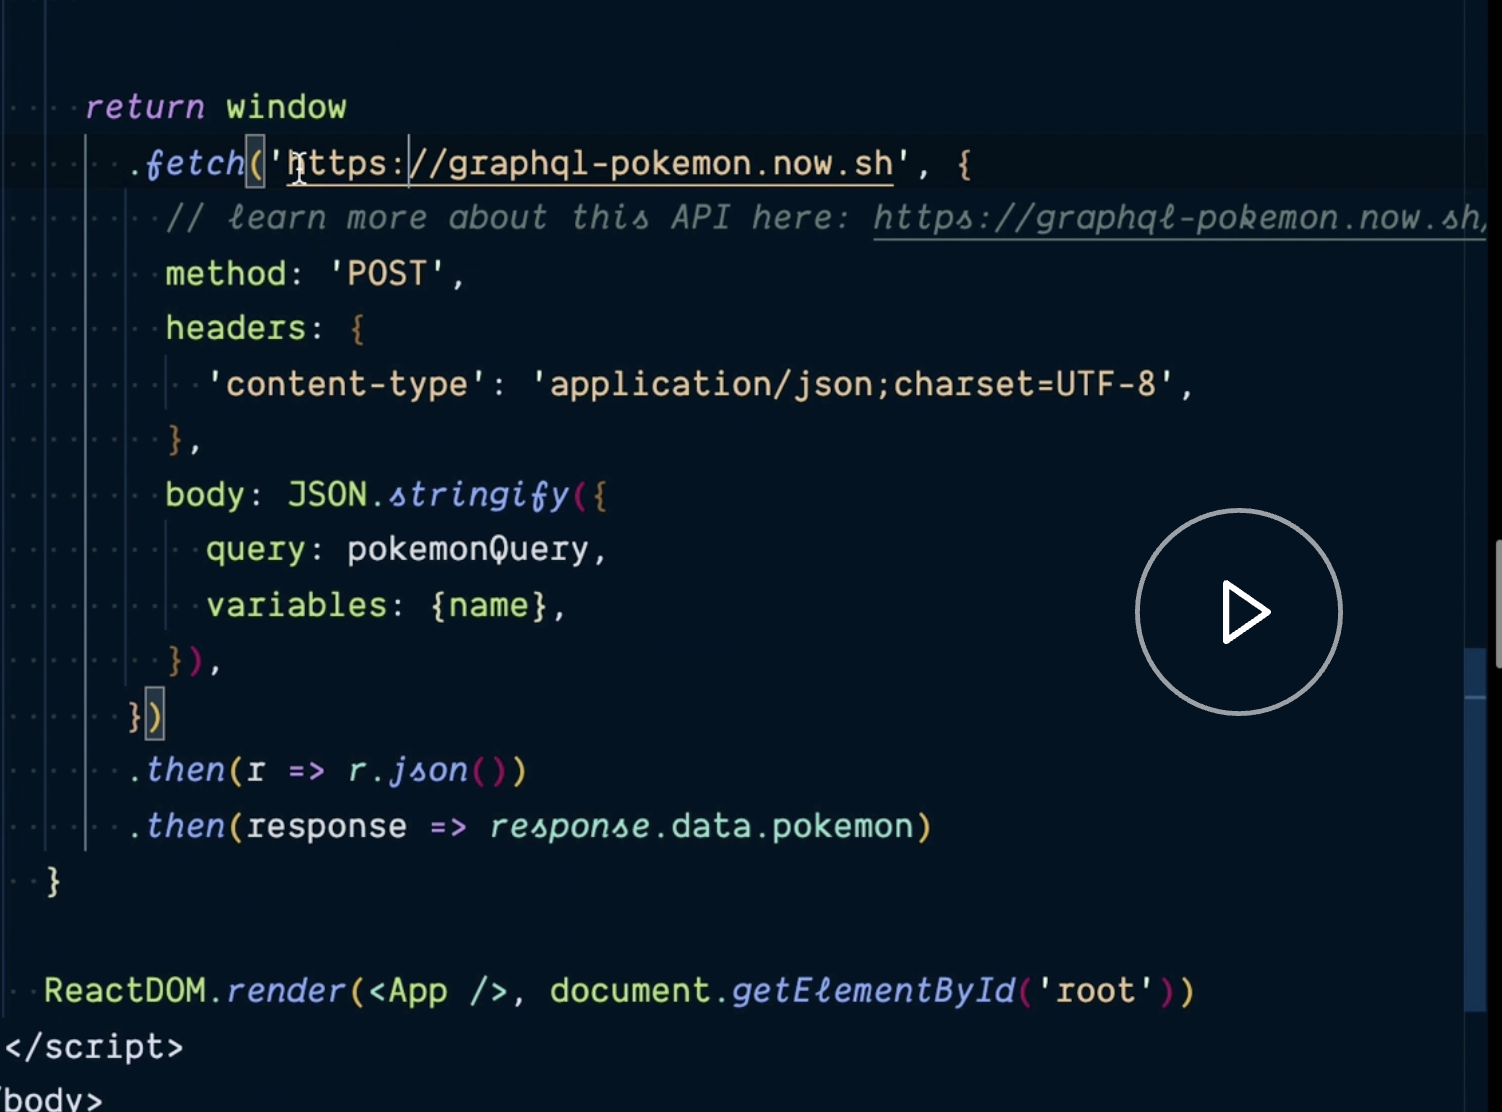 return window
.fetch('https://graphql-pokemon.now.sh', {
// learn more about this API here: https://graphql-pokemon.now.sh/
method: 'POST',
headers: {
'content-type': 'application/json;charset=UTF-8',
},
body: JSON.stringify({
query: pokemonQuery,
variables: {name},
}),
})
.then(r => r.json())
.then(response => response.data.pokemon)
}
ReactDOM.render(<App />, document.getElementById('root'))
</script>
/body>